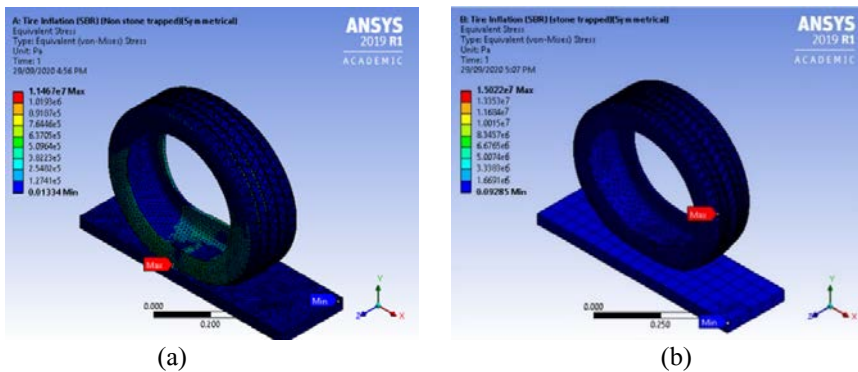 A: Tire Inflation (SBR) (Non stone trapped)(Symmetrical)
Equivalent Stress
Type: Equivalent (von-Mises) Stress
Unit: Pa
Time: 1
29/09/2020 4:56 PM
ANSYS
2019 R1
ACADEMIC
1.1467e7 Max
1.0193e6
8.9187e5
7.6446e5
6.3705e5
5.0964e5
3.8223e5
2.5482e5
1.2741e5
0.01334 Min
Max
Min
0.000
0.200
Y
Z
X
(a)
B: Tire Inflation (SBR) (stone trapped)(Symmetrical)
Equivalent Stress
Type: Equivalent (von-Mises) Stress
Unit: Pa
Time: 1
29/09/2020 5:07 PM
ANSYS
2019 R1
ACADEMIC
1.5022e7 Max
1.3353e7
1.1684e7
1.0015e7
8.3457e6
6.6765e6
5.0074e6
3.3383e6
1.6691e6
0.09285 Min
Max
Min
0.000
0.250
Y
Z
X
(b)